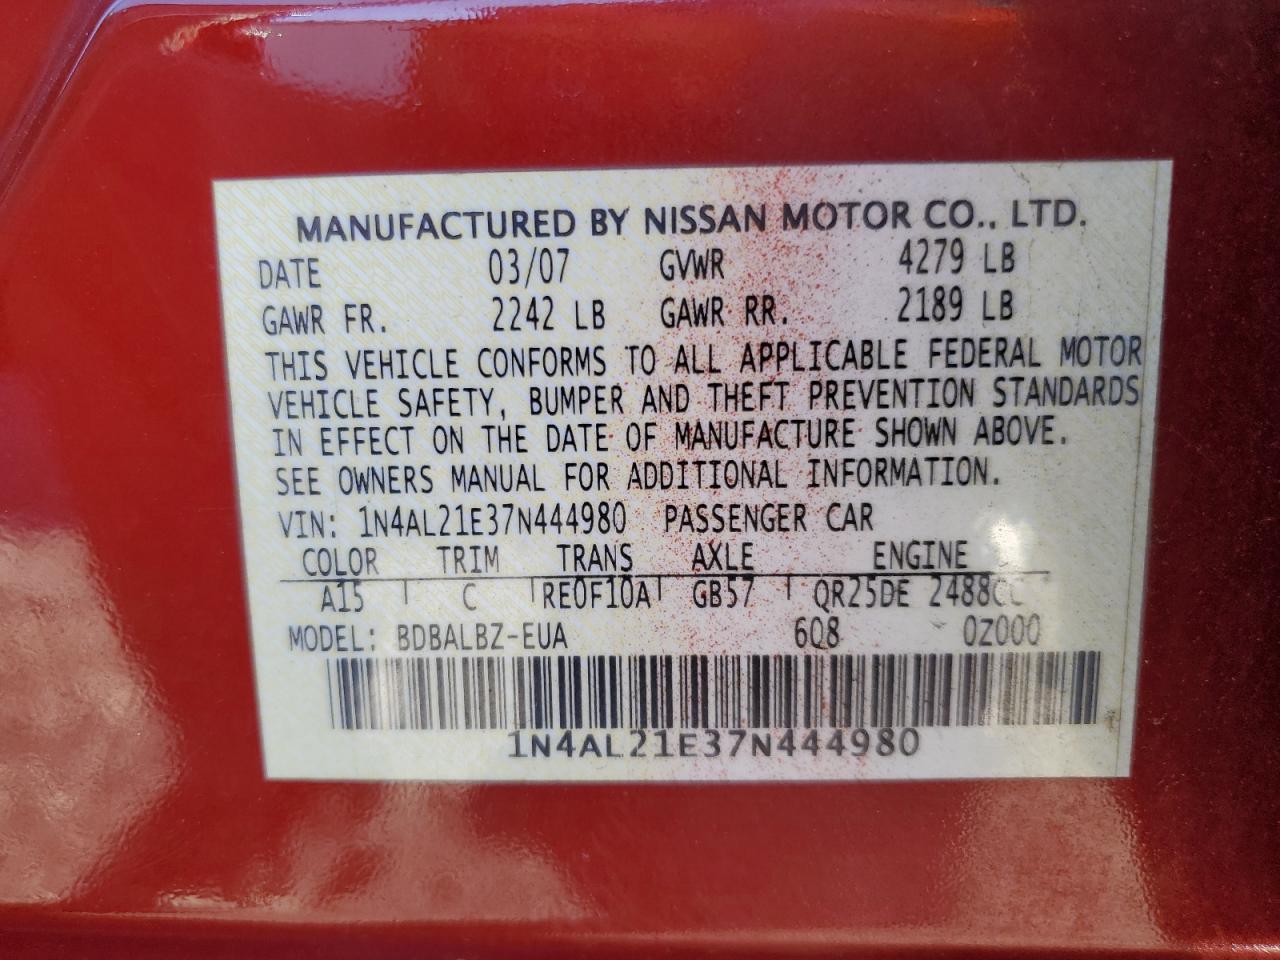 MANUFACTURED BY NISSAN MOTOR CO., LTD.
DATE 03/07 GVWR 4279 LB
GAWR FR. 2242 LB GAWR RR. 2189 LB
THIS VEHICLE CONFORMS TO ALL APPLICABLE FEDERAL MOTOR
VEHICLE SAFETY, BUMPER AND THEFT PREVENTION STANDARDS
IN EFFECT ON THE DATE OF MANUFACTURE SHOWN ABOVE.
SEE OWNERS MANUAL FOR ADDITIONAL INFORMATION.
VIN: 1N4AL21E37N444980 PASSENGER CAR
COLOR TRIM TRANS AXLE ENGINE
A15 C RE0F10A GB57 QR25DE 2488CC
MODEL: BDBALBZ-EUA 6Q8 0Z000
1N4AL21E37N444980